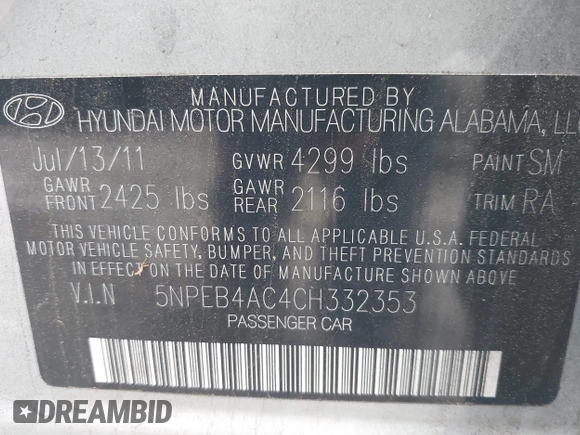 MANUFACTURED BY
HYUNDAI MOTOR MANUFACTURING ALABAMA, LL
Jul/13/11 GVWR 4299 lbs PAINT SM
GAWR FRONT 2425 lbs GAWR REAR 2116 lbs TRIM RA
THIS VEHICLE CONFORMS TO ALL APPLICABLE U.S.A. FEDERAL
MOTOR VEHICLE SAFETY, BUMPER, AND THEFT PREVENTION STANDARDS
IN EFFECT ON THE DATE OF MANUFACTURE SHOWN ABOVE
V.I.N 5NPEB4AC4CH332353
PASSENGER CAR
DREAMBID